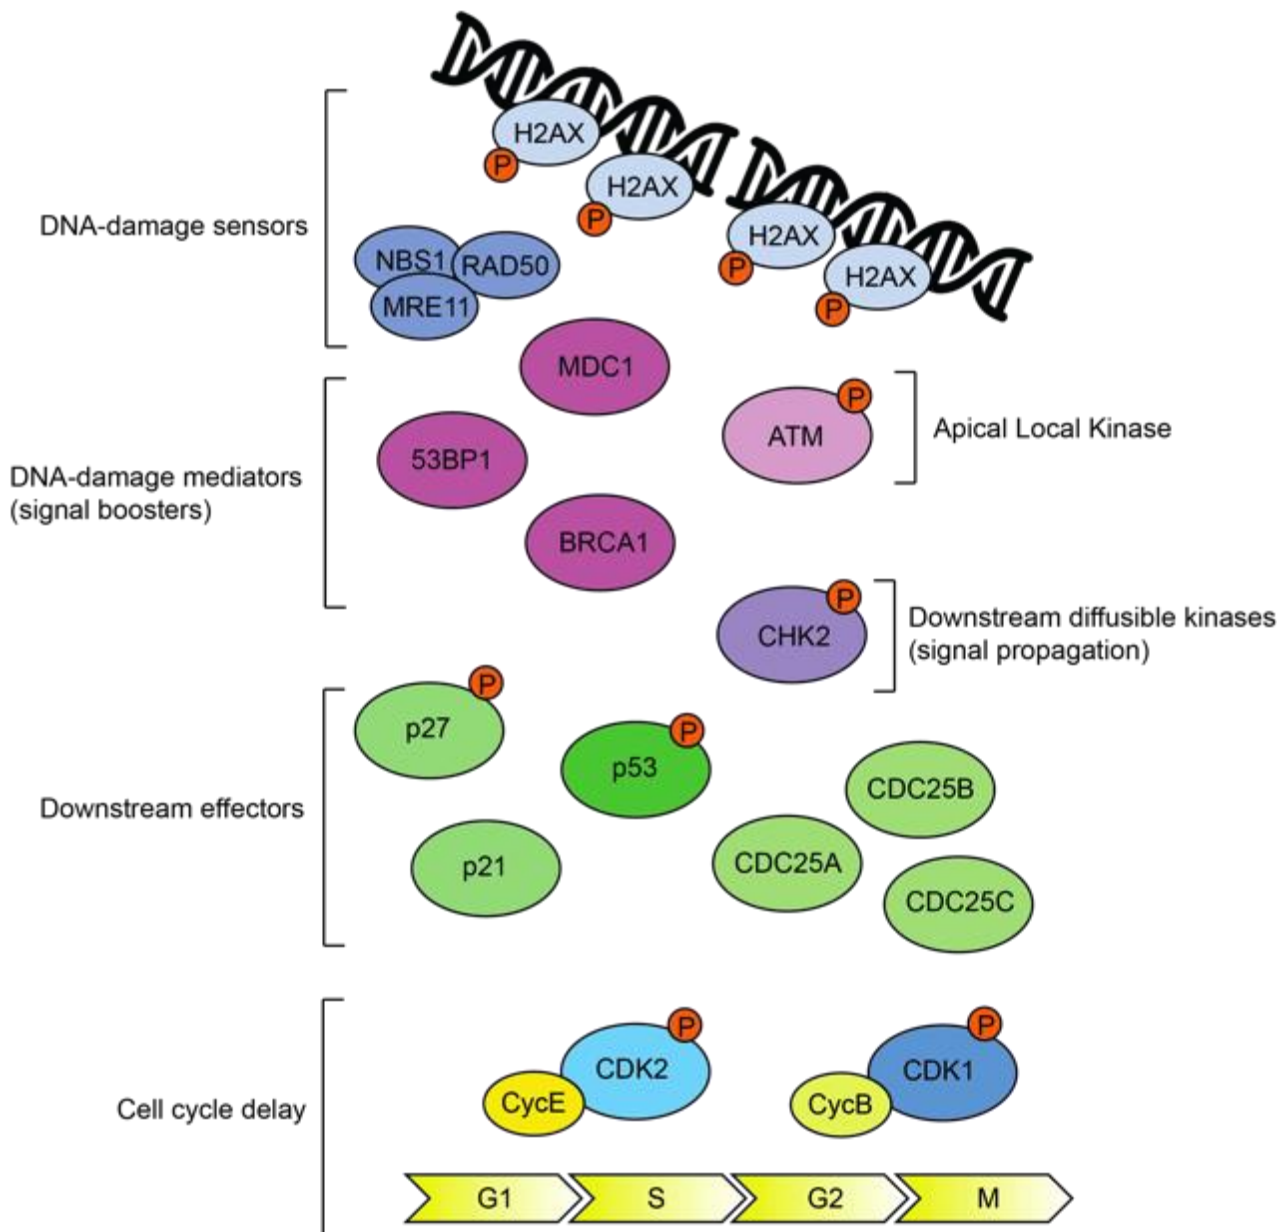 H2AX
P
H2AX
P
DNA-damage sensors
H2AX
P
H2AX
P
NBS1
RAD50
MRE11
MDC1
ATM
P
Apical Local Kinase
53BP1
DNA-damage mediators
(signal boosters)
BRCA1
CHK2
P
Downstream diffusible kinases
(signal propagation)
p27
P
p53
P
CDC25B
Downstream effectors
p21
CDC25A
CDC25C
CDK2
P
CycE
CDK1
P
CycB
Cell cycle delay
G1
S
G2
M